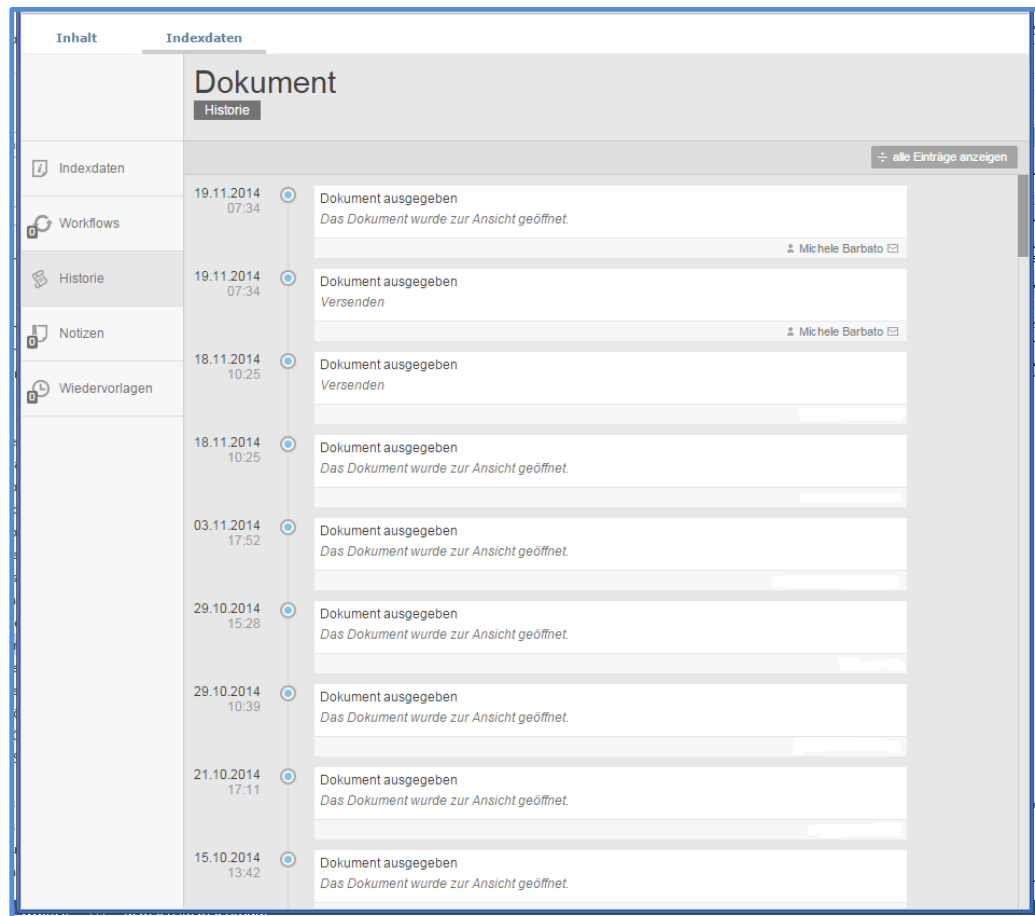 Inhalt Indexdaten
Dokument
Historie
alle Einträge anzeigen
Indexdaten
0 Workflows
Historie
0 Notizen
0 Wiedervorlagen
19.11.2014
07:34
Dokument ausgegeben
Das Dokument wurde zur Ansicht geöffnet.
Michele Barbato
19.11.2014
07:34
Dokument ausgegeben
Versenden
Michele Barbato
18.11.2014
10:25
Dokument ausgegeben
Versenden
18.11.2014
10:25
Dokument ausgegeben
Das Dokument wurde zur Ansicht geöffnet.
03.11.2014
17:52
Dokument ausgegeben
Das Dokument wurde zur Ansicht geöffnet.
29.10.2014
15:28
Dokument ausgegeben
Das Dokument wurde zur Ansicht geöffnet.
29.10.2014
10:39
Dokument ausgegeben
Das Dokument wurde zur Ansicht geöffnet.
21.10.2014
17:11
Dokument ausgegeben
Das Dokument wurde zur Ansicht geöffnet.
15.10.2014
13:42
Dokument ausgegeben
Das Dokument wurde zur Ansicht geöffnet.